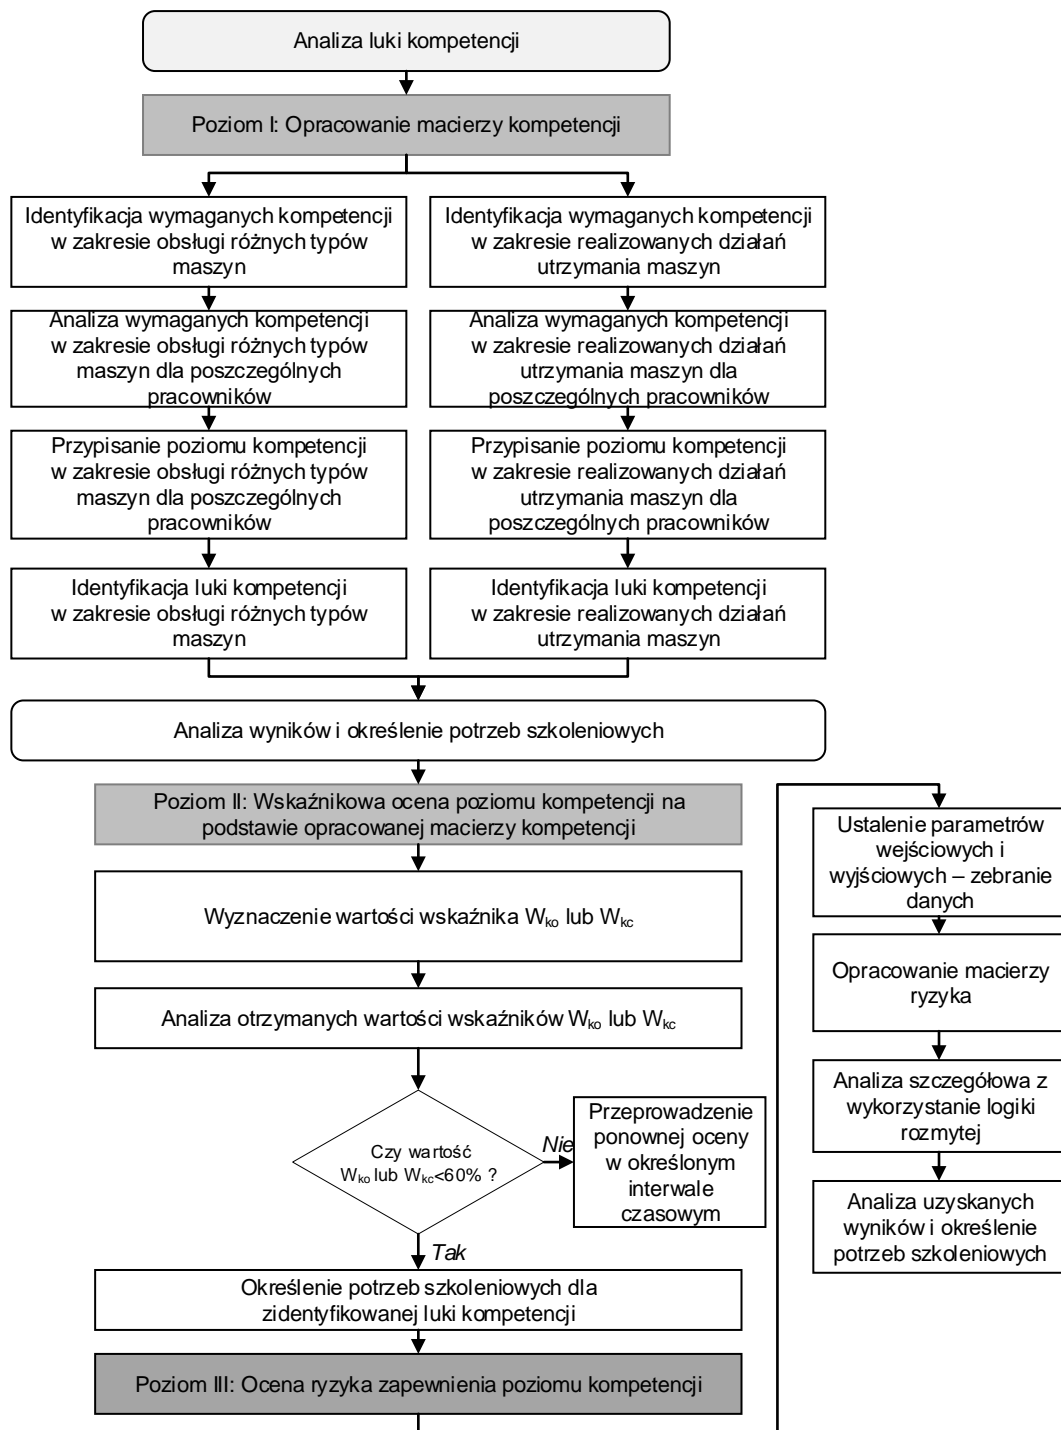 Analiza luki kompetencji
Poziom I: Opracowanie macierzy kompetencji
Identyfikacja wymaganych kompetencji
w zakresie obsługi różnych typów
maszyn
Identyfikacja wymaganych kompetencji
w zakresie realizowanych działań
utrzymania maszyn
Analiza wymaganych kompetencji
w zakresie obsługi różnych typów
maszyn dla poszczególnych
pracowników
Analiza wymaganych kompetencji
w zakresie realizowanych działań
utrzymania maszyn dla
poszczególnych pracowników
Przypisanie poziomu kompetencji
w zakresie obsługi różnych typów
maszyn dla poszczególnych
pracowników
Przypisanie poziomu kompetencji
w zakresie realizowanych działań
utrzymania maszyn dla
poszczególnych pracowników
Identyfikacja luki kompetencji
w zakresie obsługi różnych typów
maszyn
Identyfikacja luki kompetencji
w zakresie realizowanych działań
utrzymania maszyn
Analiza wyników i określenie potrzeb szkoleniowych
Poziom II: Wskaźnikowa ocena poziomu kompetencji na
podstawie opracowanej macierzy kompetencji
Wyznaczenie wartości wskaźnika Wko lub Wkc
Analiza otrzymanych wartości wskaźników Wko lub Wkc
Czy wartość
Wko lub Wkc<60% ?
Nie
Przeprowadzenie
ponownej oceny
w określonym
interwale
czasowym
Tak
Określenie potrzeb szkoleniowych dla
zidentyfikowanej luki kompetencji
Poziom III: Ocena ryzyka zapewnienia poziomu kompetencji
Ustalenie parametrów
wejściowych i
wyjściowych – zebranie
danych
Opracowanie macierzy
ryzyka
Analiza szczegółowa z
wykorzystanie logiki
rozmytej
Analiza uzyskanych
wyników i określenie
potrzeb szkoleniowych